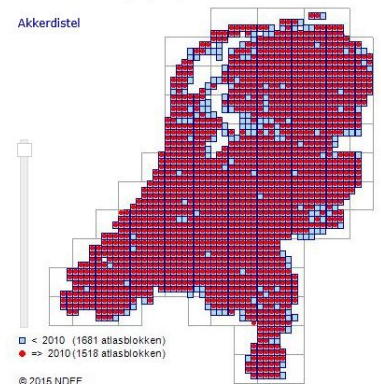 Akkerdistel
< 2010 (1681 atlasblokken)
=> 2010 (1518 atlasblokken)
© 2015 NDFF